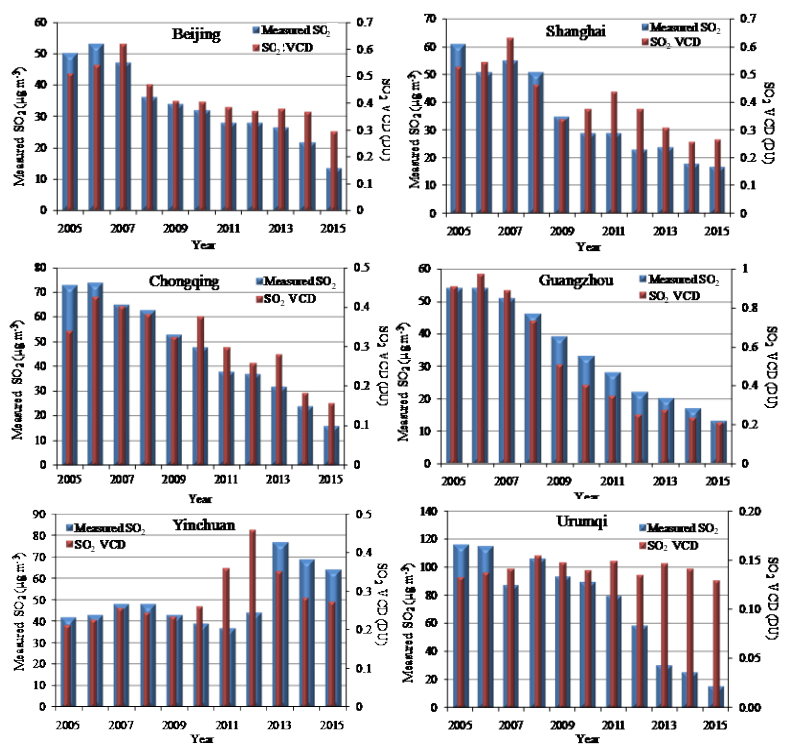 Beijing
Measured SO2
SO2 VCD
Measured SO2 (μg m-3)
60
50
40
30
20
10
0
SO2 VCD (DU)
0.7
0.6
0.5
0.4
0.3
0.2
0.1
0
2005 2007 2009 2011 2013 2015
Year
Shanghai
Measured SO2
SO2 VCD
Measured SO2 (μg m-3)
70
60
50
40
30
20
10
0
SO2 VCD (DU)
0.7
0.6
0.5
0.4
0.3
0.2
0.1
0
2005 2007 2009 2011 2013 2015
Year
Chongqing
Measured SO2
SO2 VCD
Measured SO2 (μg m-3)
80
70
60
50
40
30
20
10
0
SO2 VCD (DU)
0.5
0.4
0.3
0.2
0.1
0
2005 2007 2009 2011 2013 2015
Year
Guangzhou
Measured SO2
SO2 VCD
Measured SO2 (μg m-3)
60
50
40
30
20
10
0
SO2 VCD (DU)
1
0.8
0.6
0.4
0.2
0
2005 2007 2009 2011 2013 2015
Year
Yinchuan
Measured SO2
SO2 VCD
Measured SO2 (μg m-3)
90
80
70
60
50
40
30
20
10
0
SO2 VCD (DU)
0.5
0.4
0.3
0.2
0.1
0
2005 2007 2009 2011 2013 2015
Year
Urumqi
Measured SO2
SO2 VCD
Measured SO2 (μg m-3)
140
120
100
80
60
40
20
0
SO2 VCD (DU)
0.20
0.15
0.10
0.05
0.00
2005 2007 2009 2011 2013 2015
Year